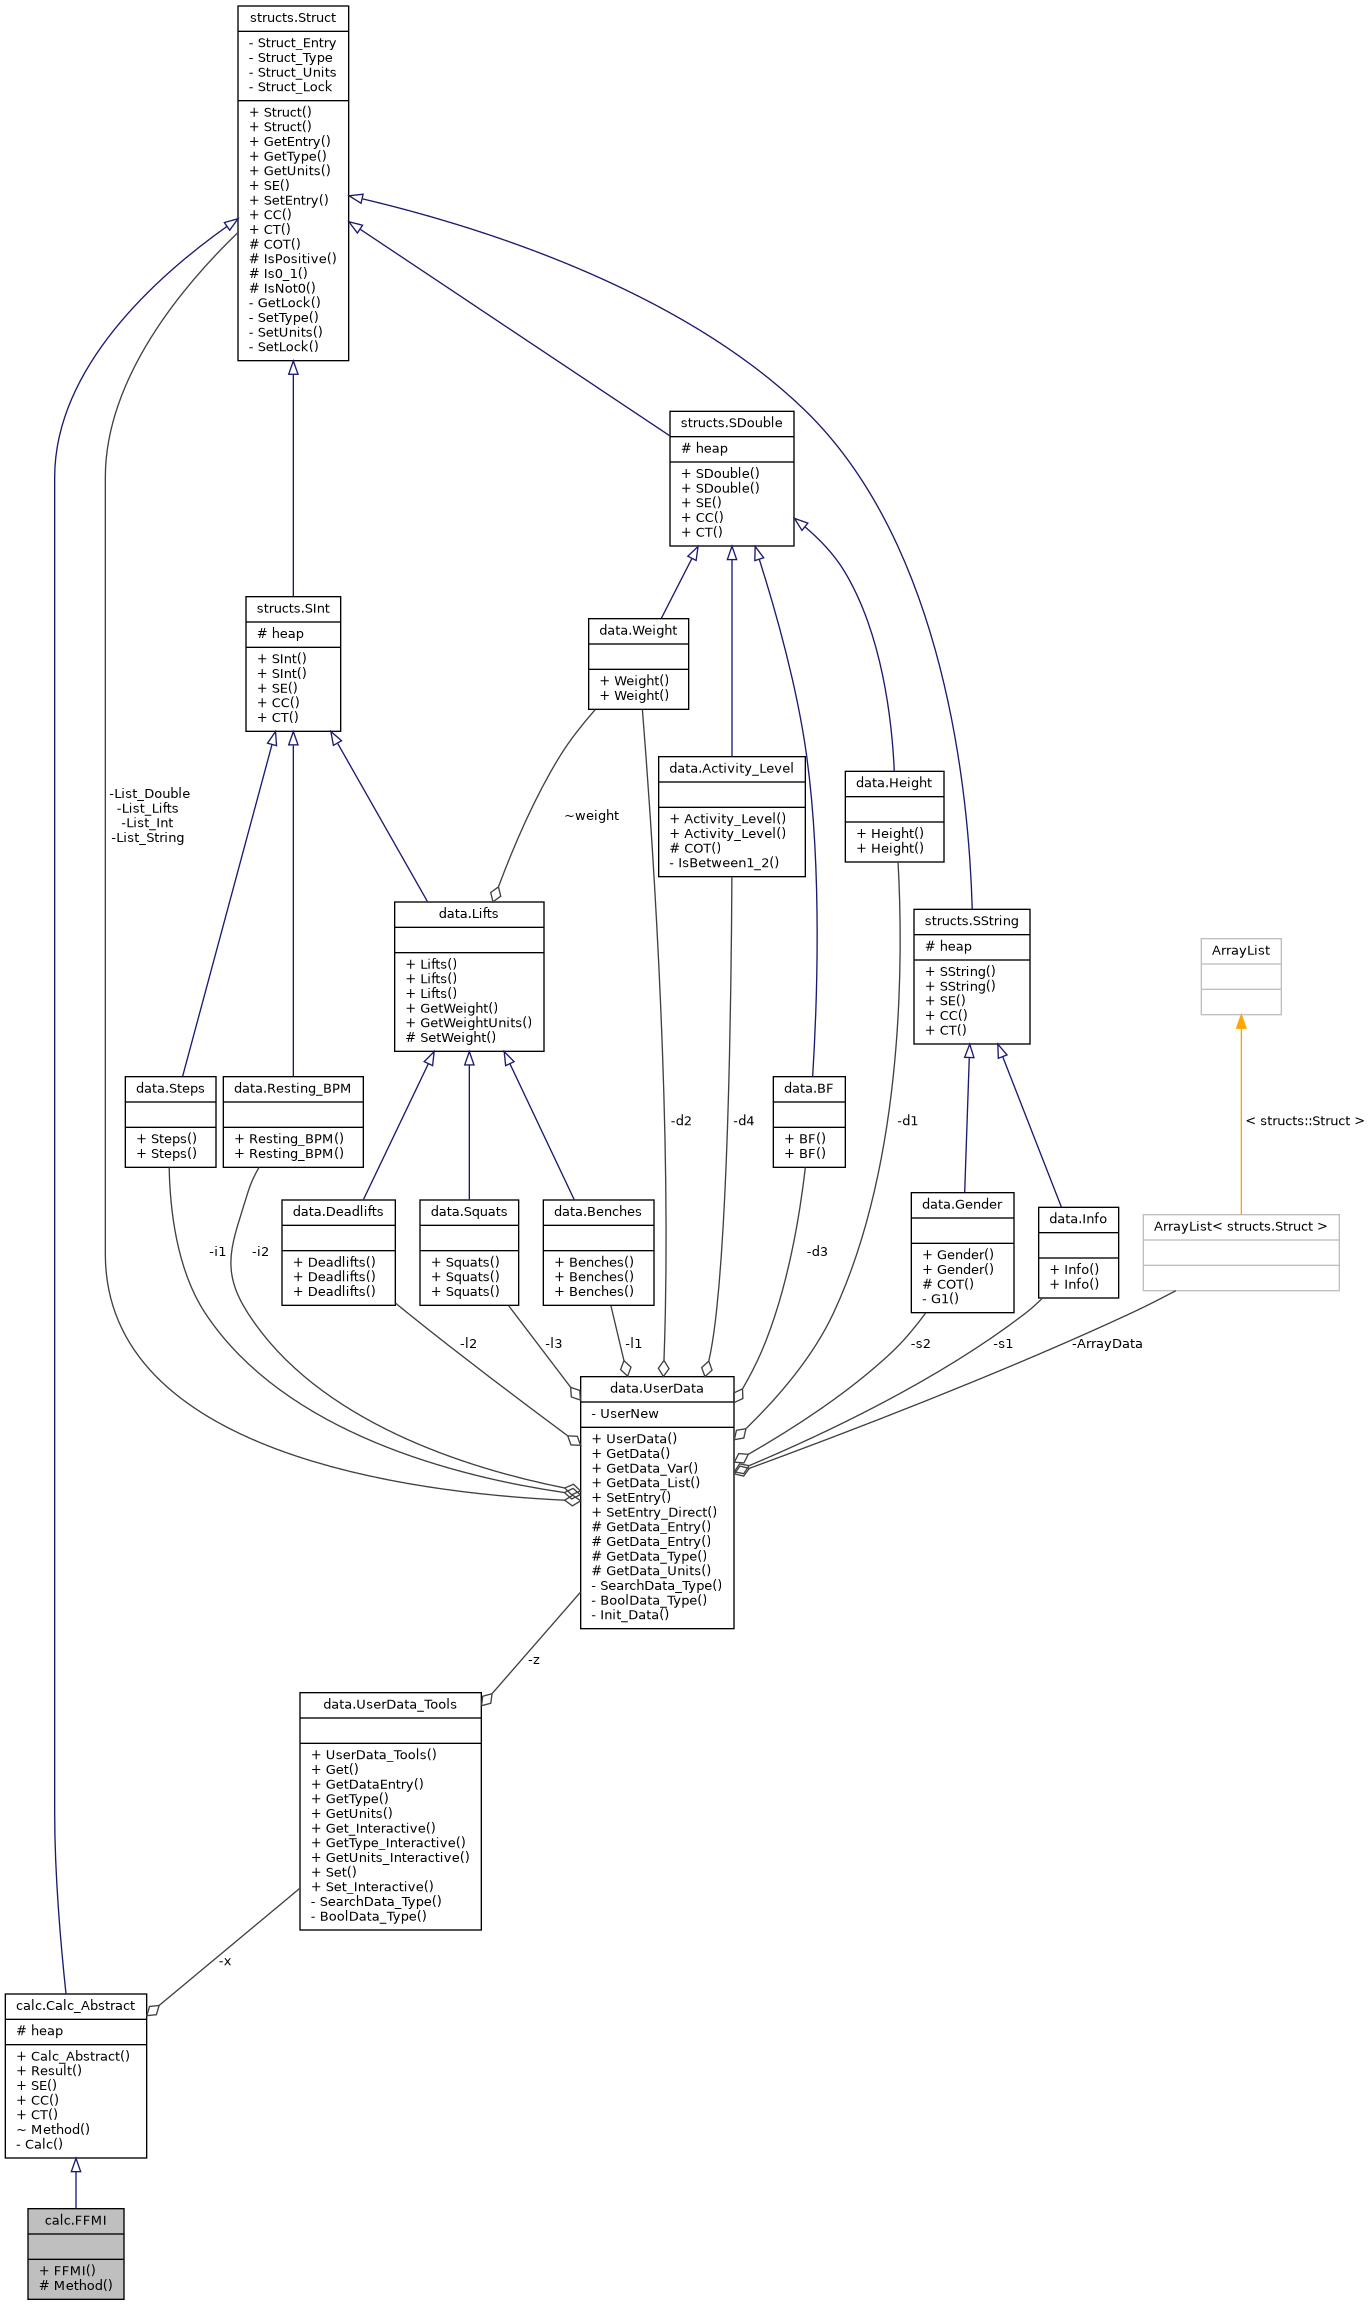 structs.Struct
- Struct_Entry
- Struct_Type
- Struct_Units
- Struct_Lock
+ Struct()
+ Struct()
+ GetEntry()
+ GetType()
+ GetUnits()
+ SE()
+ SetEntry()
+ CC()
+ CT()
# COT()
# IsPositive()
# Is0_1()
# IsNot0()
- GetLock()
- SetType()
- SetUnits()
- SetLock()
structs.SDouble
# heap
+ SDouble()
+ SDouble()
+ SE()
+ CC()
+ CT()
structs.SInt
# heap
+ SInt()
+ SInt()
+ SE()
+ CC()
+ CT()
data.Weight
+ Weight()
+ Weight()
data.Activity_Level
+ Activity_Level()
+ Activity_Level()
# COT()
- IsBetween1_2()
data.Height
+ Height()
+ Height()
-List_Double
-List_Lifts
-List_Int
-List_String
~weight
data.Lifts
+ Lifts()
+ Lifts()
+ Lifts()
+ GetWeight()
+ GetWeightUnits()
# SetWeight()
structs.SString
# heap
+ SString()
+ SString()
+ SE()
+ CC()
+ CT()
ArrayList
data.Steps
+ Steps()
+ Steps()
data.Resting_BPM
+ Resting_BPM()
+ Resting_BPM()
-d2
-d4
data.BF
+ BF()
+ BF()
-d1
< structs::Struct >
data.Deadlifts
+ Deadlifts()
+ Deadlifts()
+ Deadlifts()
data.Squats
+ Squats()
+ Squats()
+ Squats()
data.Benches
+ Benches()
+ Benches()
+ Benches()
data.Gender
+ Gender()
+ Gender()
# COT()
- G1()
data.Info
+ Info()
+ Info()
ArrayList< structs.Struct >
-i1
-i2
-d3
-l2
-l3
-l1
-s2
-s1
-ArrayData
data.UserData
- UserNew
+ UserData()
+ GetData()
+ GetData_Var()
+ GetData_List()
+ SetEntry()
+ SetEntry_Direct()
# GetData_Entry()
# GetData_Entry()
# GetData_Type()
# GetData_Units()
- SearchData_Type()
- BoolData_Type()
- Init_Data()
-z
data.UserData_Tools
+ UserData_Tools()
+ Get()
+ GetDataEntry()
+ GetType()
+ GetUnits()
+ Get_Interactive()
+ GetType_Interactive()
+ GetUnits_Interactive()
+ Set()
+ Set_Interactive()
- SearchData_Type()
- BoolData_Type()
-x
calc.Calc_Abstract
# heap
+ Calc_Abstract()
+ Result()
+ SE()
+ CC()
+ CT()
~ Method()
- Calc()
calc.FFMI
+ FFMI()
# Method()